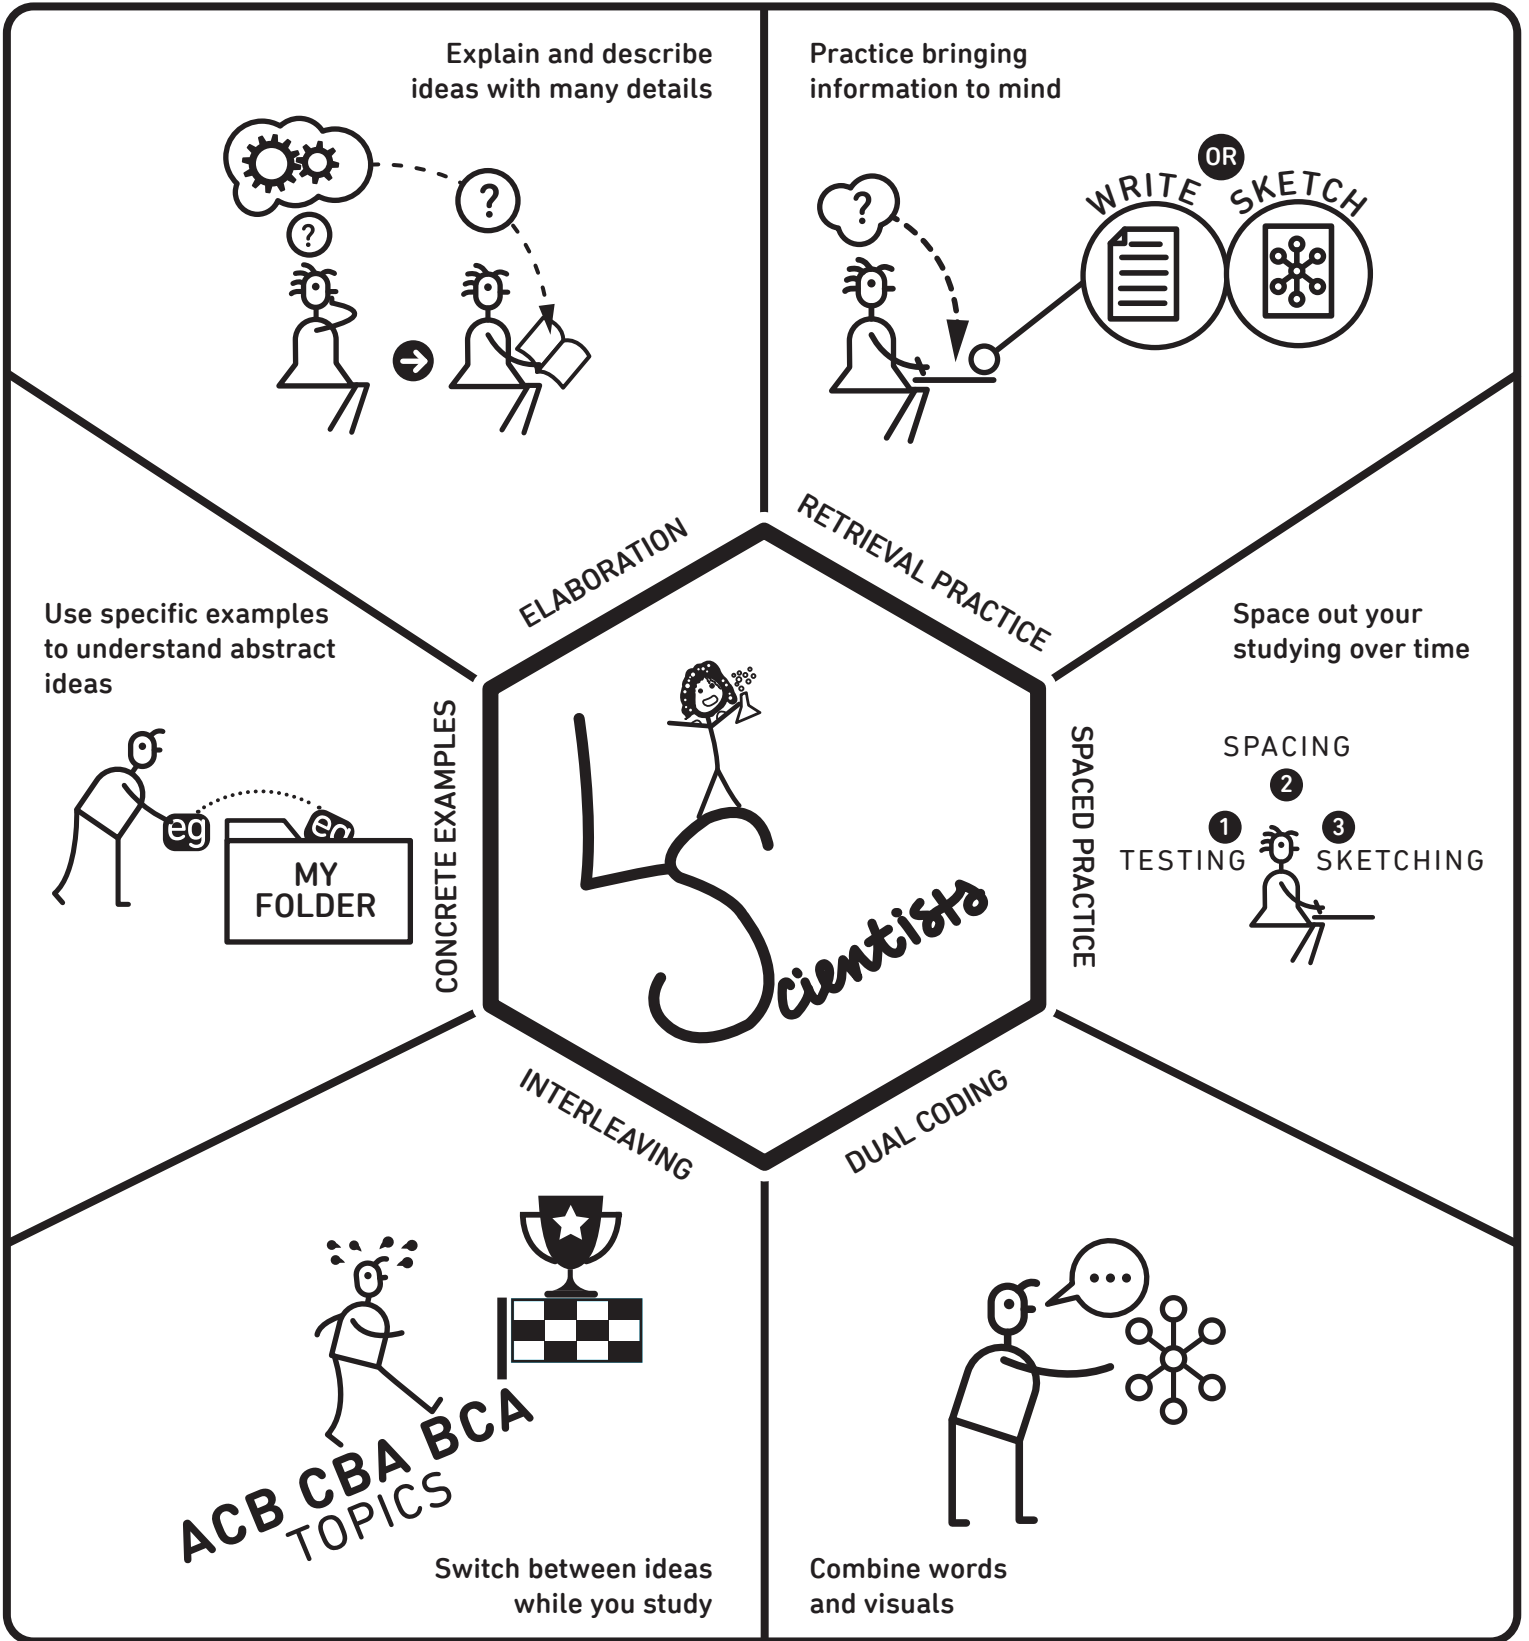 Explain and describe
ideas with many details
?
?
ELABORATION
Practice bringing
information to mind
?
OR
WRITE
SKETCH
RETRIEVAL PRACTICE
Use specific examples
to understand abstract
ideas
eg
eg
MY
FOLDER
CONCRETE EXAMPLES
LS
cientists
Space out your
studying over time
SPACING
2
1
3
TESTING
SKETCHING
SPACED PRACTICE
INTERLEAVING
ACB CBA BCA
TOPICS
Switch between ideas
while you study
DUAL CODING
Combine words
and visuals